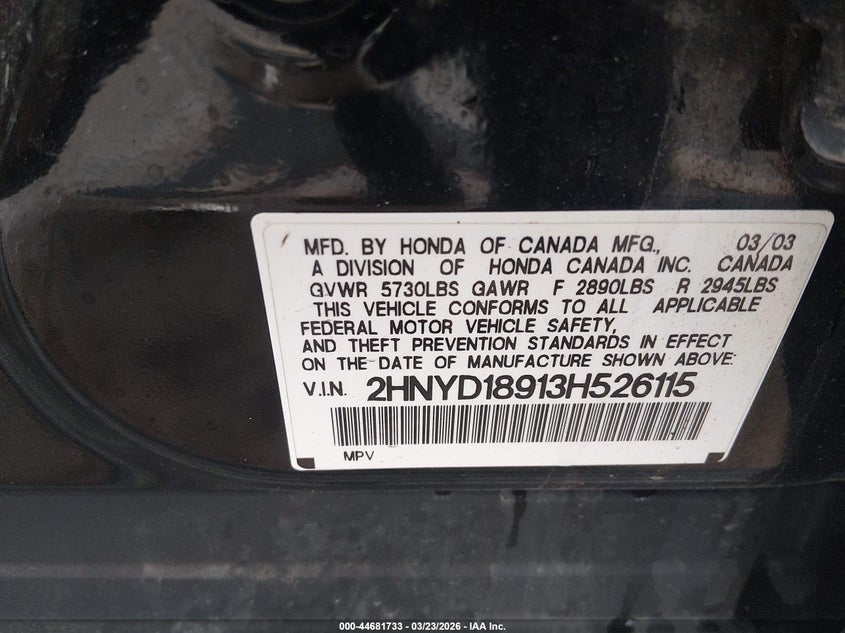 MFD. BY HONDA OF CANADA MFG., 03/03
A DIVISION OF HONDA CANADA INC. CANADA
GVWR 5730LBS GAWR F 2890LBS R 2945LBS
THIS VEHICLE CONFORMS TO ALL APPLICABLE
FEDERAL MOTOR VEHICLE SAFETY,
AND THEFT PREVENTION STANDARDS IN EFFECT
ON THE DATE OF MANUFACTURE SHOWN ABOVE:
V.I.N. 2HNYD18913H526115
MPV
000-44681733 - 03/23/2026 - IAA Inc.